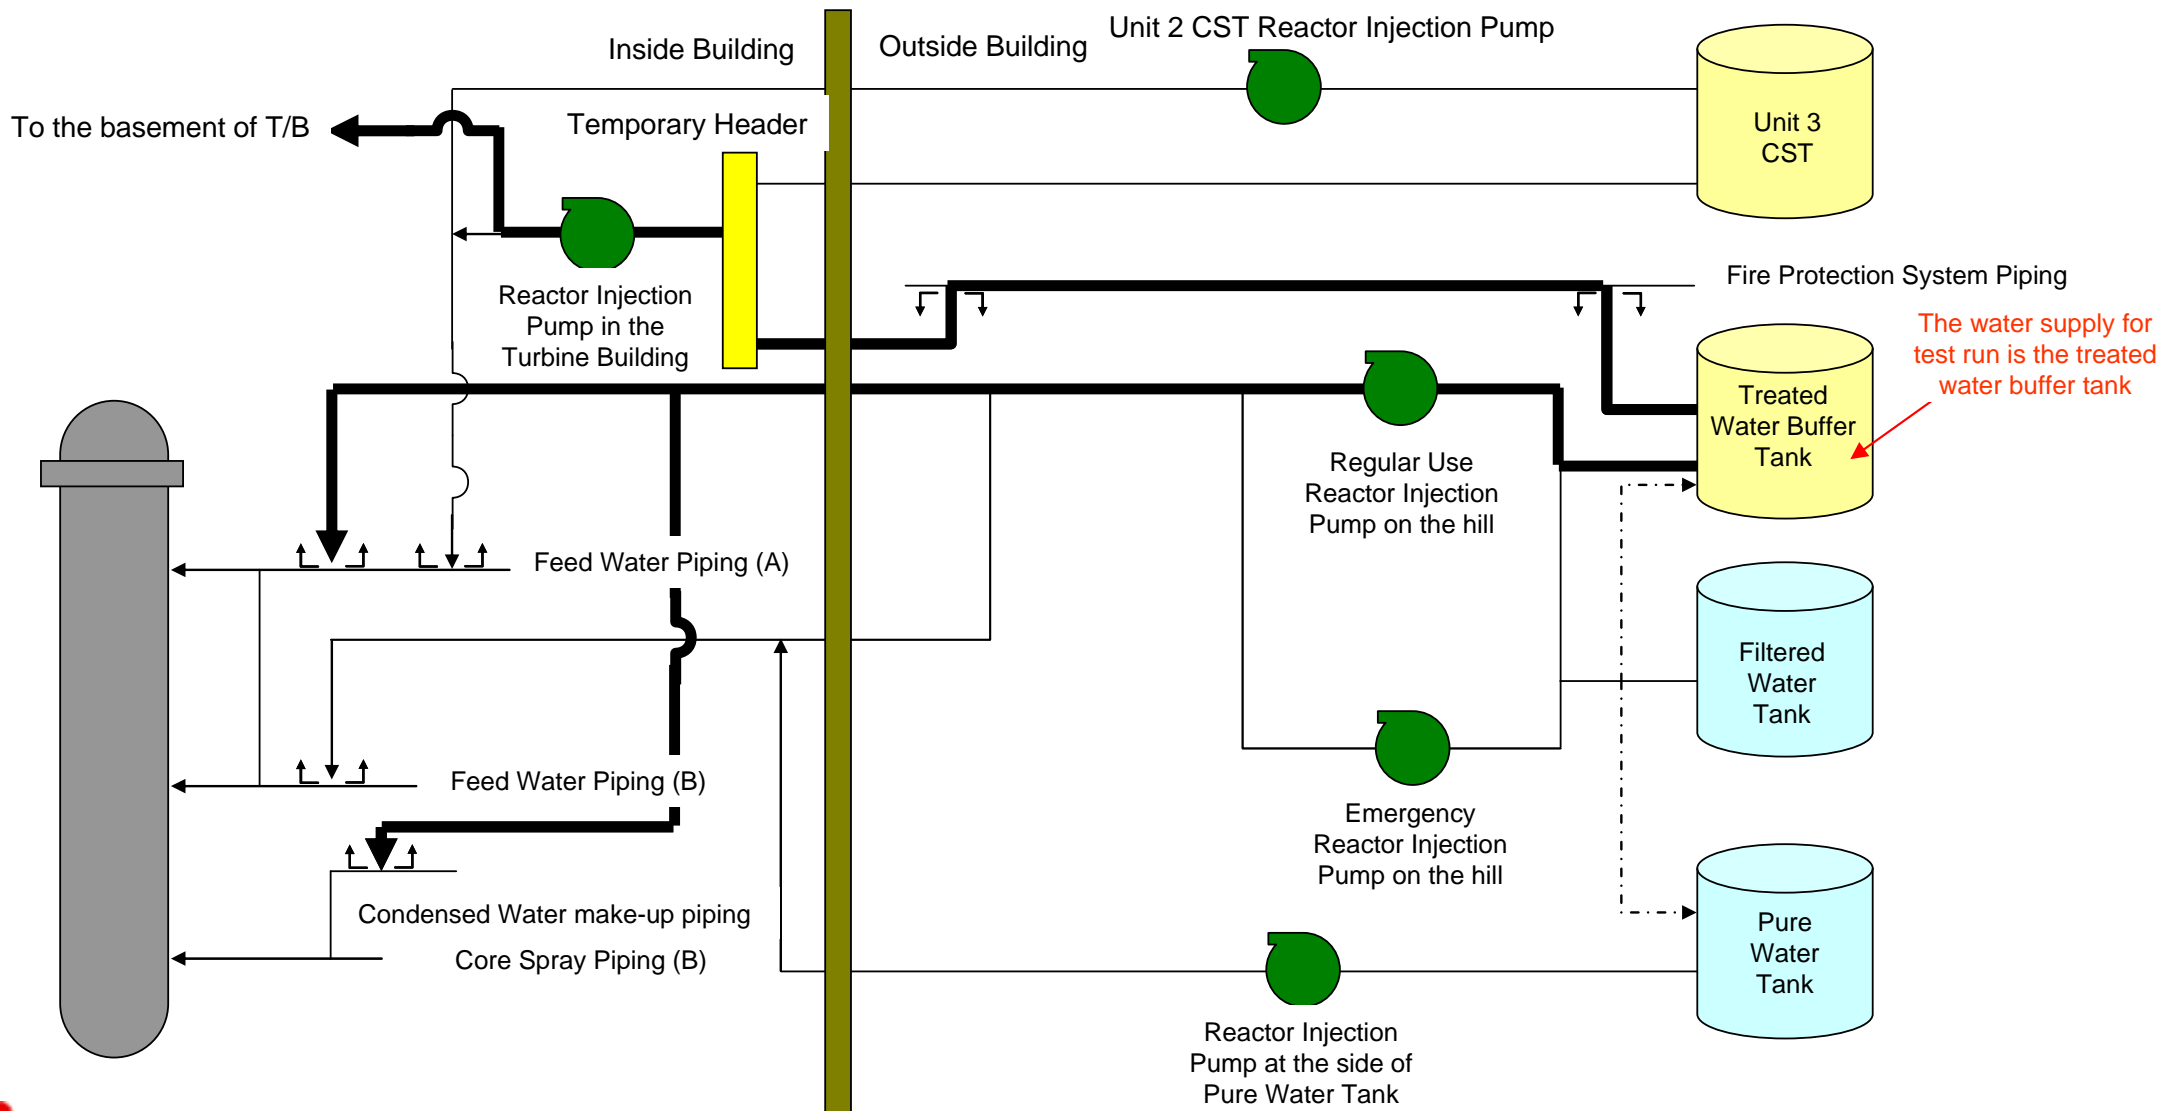 Unit 2 CST Reactor Injection Pump
Inside Building
Outside Building
To the basement of T/B
Temporary Header
Unit 3
CST
Reactor Injection
Pump in the
Turbine Building
Fire Protection System Piping
The water supply for
test run is the treated
water buffer tank
Treated
Water Buffer
Tank
Regular Use
Reactor Injection
Pump on the hill
Feed Water Piping (A)
Filtered
Water
Tank
Feed Water Piping (B)
Emergency
Reactor Injection
Pump on the hill
Condensed Water make-up piping
Core Spray Piping (B)
Pure
Water
Tank
Reactor Injection
Pump at the side of
Pure Water Tank